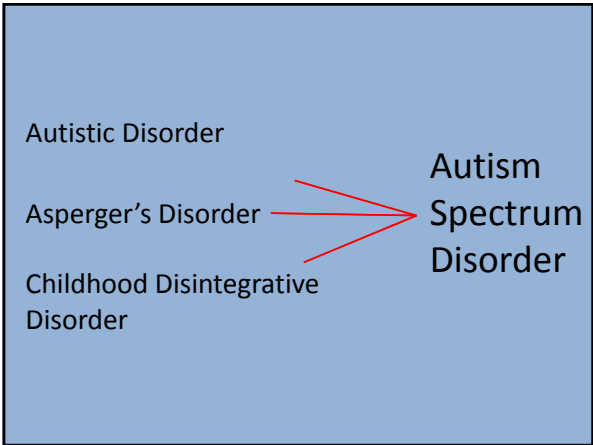 Autistic Disorder
Asperger’s Disorder
Childhood Disintegrative
Disorder
Autism
Spectrum
Disorder